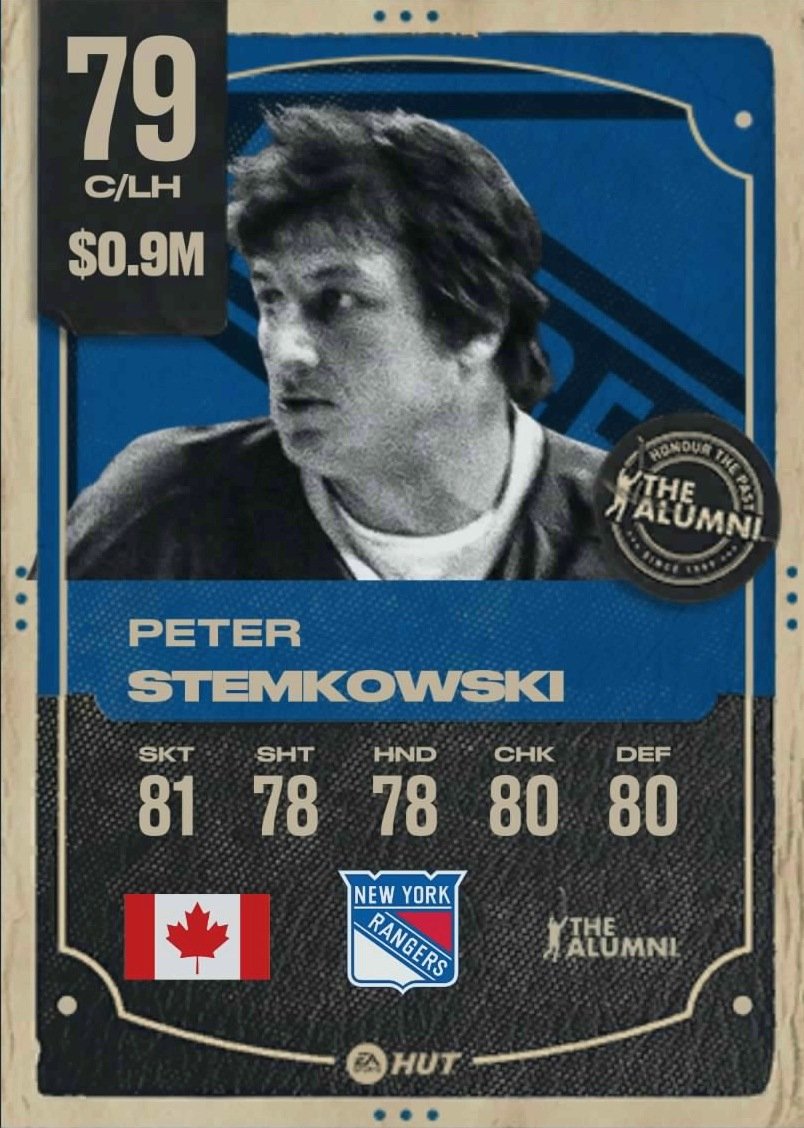 79
C/LH
$0.9M
HONOUR THE PAST
THE
ALUMNI
PETER
STEMKOWSKI
SKT SHT HND CHK DEF
81 78 78 80 80
NEW YORK
RANGERS
THE
ALUMNI
EA
HUT